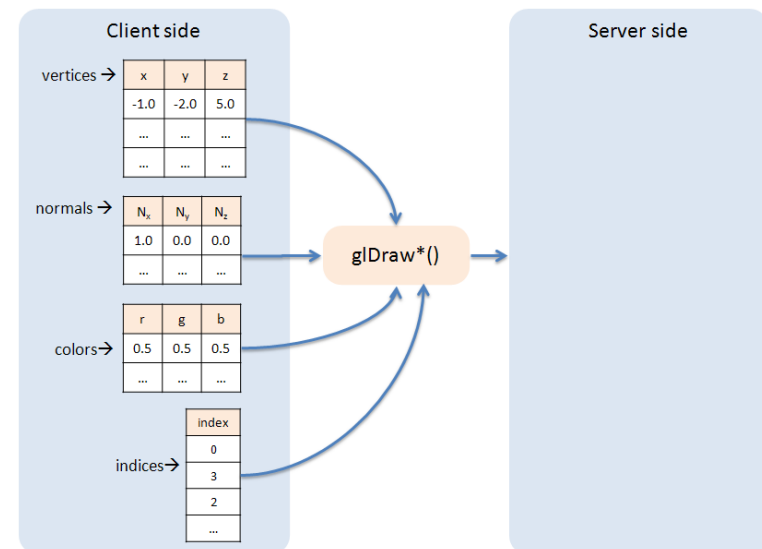 Client side
Server side
vertices →
x y z
-1.0 -2.0 5.0
... ... ...
... ... ...
normals →
Nx Ny Nz
1.0 0.0 0.0
... ... ...
glDraw*()
colors→
r g b
0.5 0.5 0.5
... ... ...
indices→
index
0
3
2
...